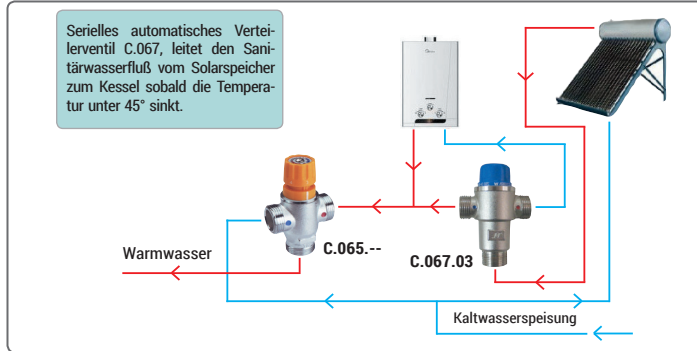 Serielles automatisches Vertei-
lerventil C.067, leitet den Sani-
tärwasserfluß vom Solarspeicher
zum Kessel sobald die Tempera-
tur unter 45° sinkt.
C.065.--
C.067.03
Warmwasser
Kaltwasserspeisung